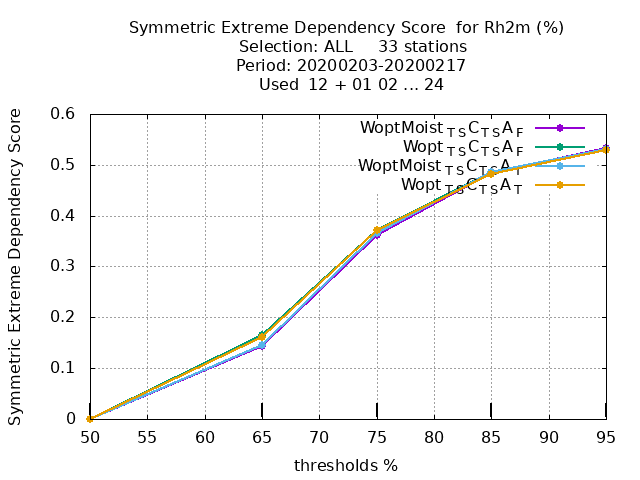 Symmetric Extreme Dependency Score for Rh2m (%)
Selection: ALL 33 stations
Period: 20200203-20200217
Used 12 + 01 02 ... 24
Symmetric Extreme Dependency Score
0.6
0.5
0.4
0.3
0.2
0.1
0
WoptMoist TS C TS A F
Wopt TS C TS A F
WoptMoist TS C TS A T
Wopt TS C TS A T
50 55 60 65 70 75 80 85 90 95
thresholds %